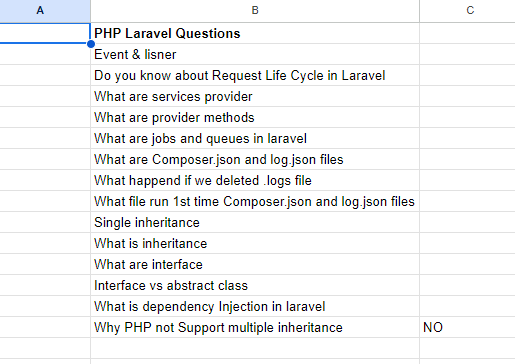 A B C
PHP Laravel Questions
Event & lisner
Do you know about Request Life Cycle in Laravel
What are services provider
What are provider methods
What are jobs and queues in laravel
What are Composer.json and log.json files
What happend if we deleted .logs file
What file run 1st time Composer.json and log.json files
Single inheritance
What is inheritance
What are interface
Interface vs abstract class
What is dependency Injection in laravel
Why PHP not Support multiple inheritance NO